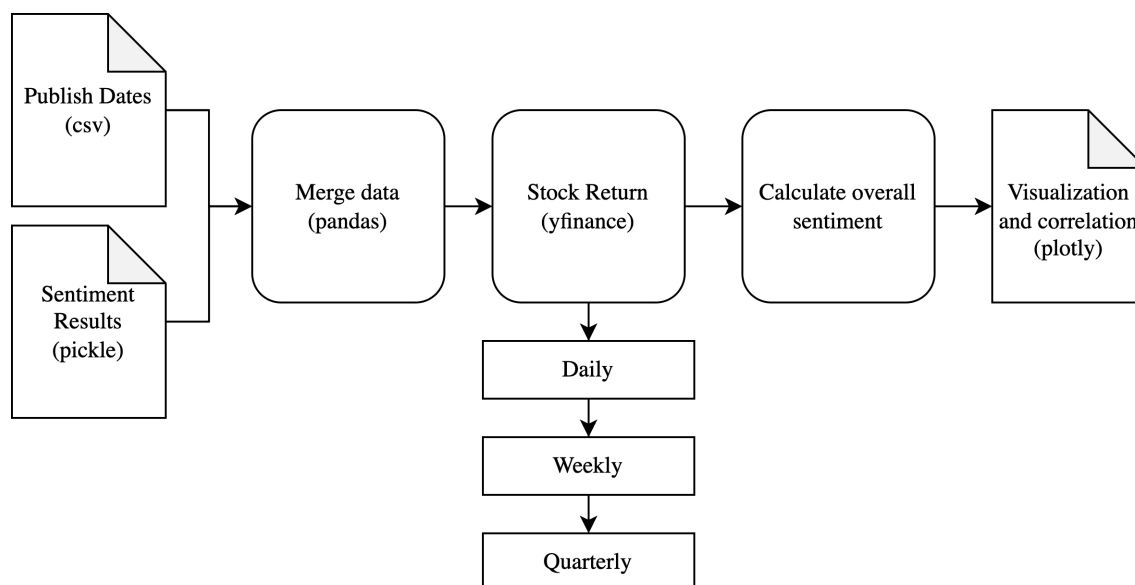 Publish Dates
(csv)
Sentiment
Results
(pickle)
Merge data
(pandas)
Stock Return
(yfinance)
Calculate overall
sentiment
Visualization
and correlation
(plotly)
Daily
Weekly
Quarterly